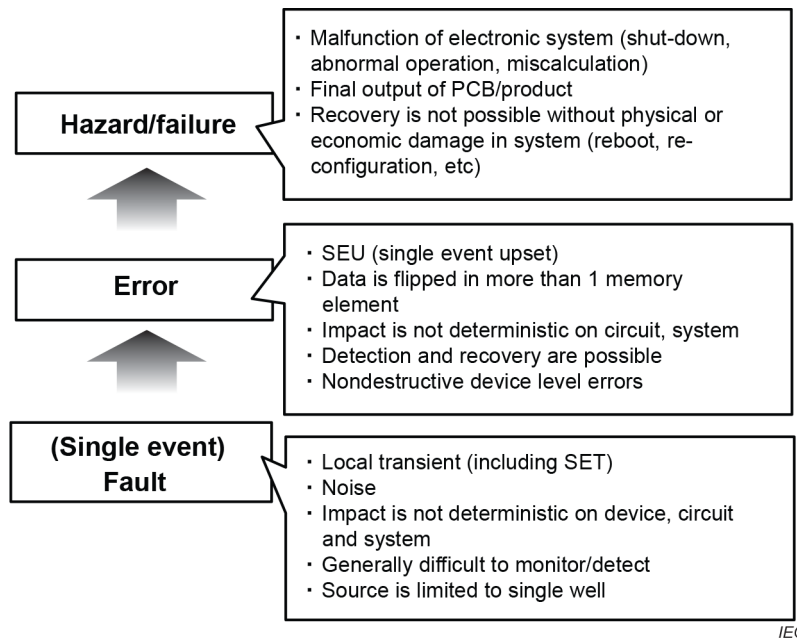 Hazard/failure
· Malfunction of electronic system (shut-down,
abnormal operation, miscalculation)
· Final output of PCB/product
· Recovery is not possible without physical or
economic damage in system (reboot, re-
configuration, etc)
Error
· SEU (single event upset)
· Data is flipped in more than 1 memory
element
· Impact is not deterministic on circuit, system
· Detection and recovery are possible
· Nondestructive device level errors
(Single event)
Fault
· Local transient (including SET)
· Noise
· Impact is not deterministic on device, circuit
and system
· Generally difficult to monitor/detect
· Source is limited to single well